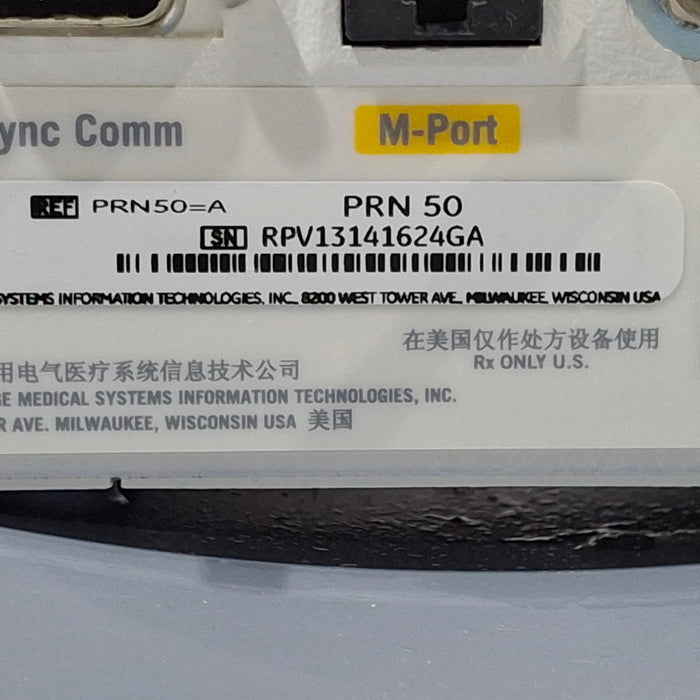 ync Comm
M-Port
REF PRN50=A PRN 50
SN RPV13141624GA
SYSTEMS INFORMATION TECHNOLOGIES, INC. 8200 WEST TOWER AVE., MILWAUKEE, WISCONSIN USA
在美国仅作处方设备使用
Rx ONLY U.S.
用电气医疗系统信息技术公司
GE MEDICAL SYSTEMS INFORMATION TECHNOLOGIES, INC.
R AVE. MILWAUKEE, WISCONSIN USA 美国